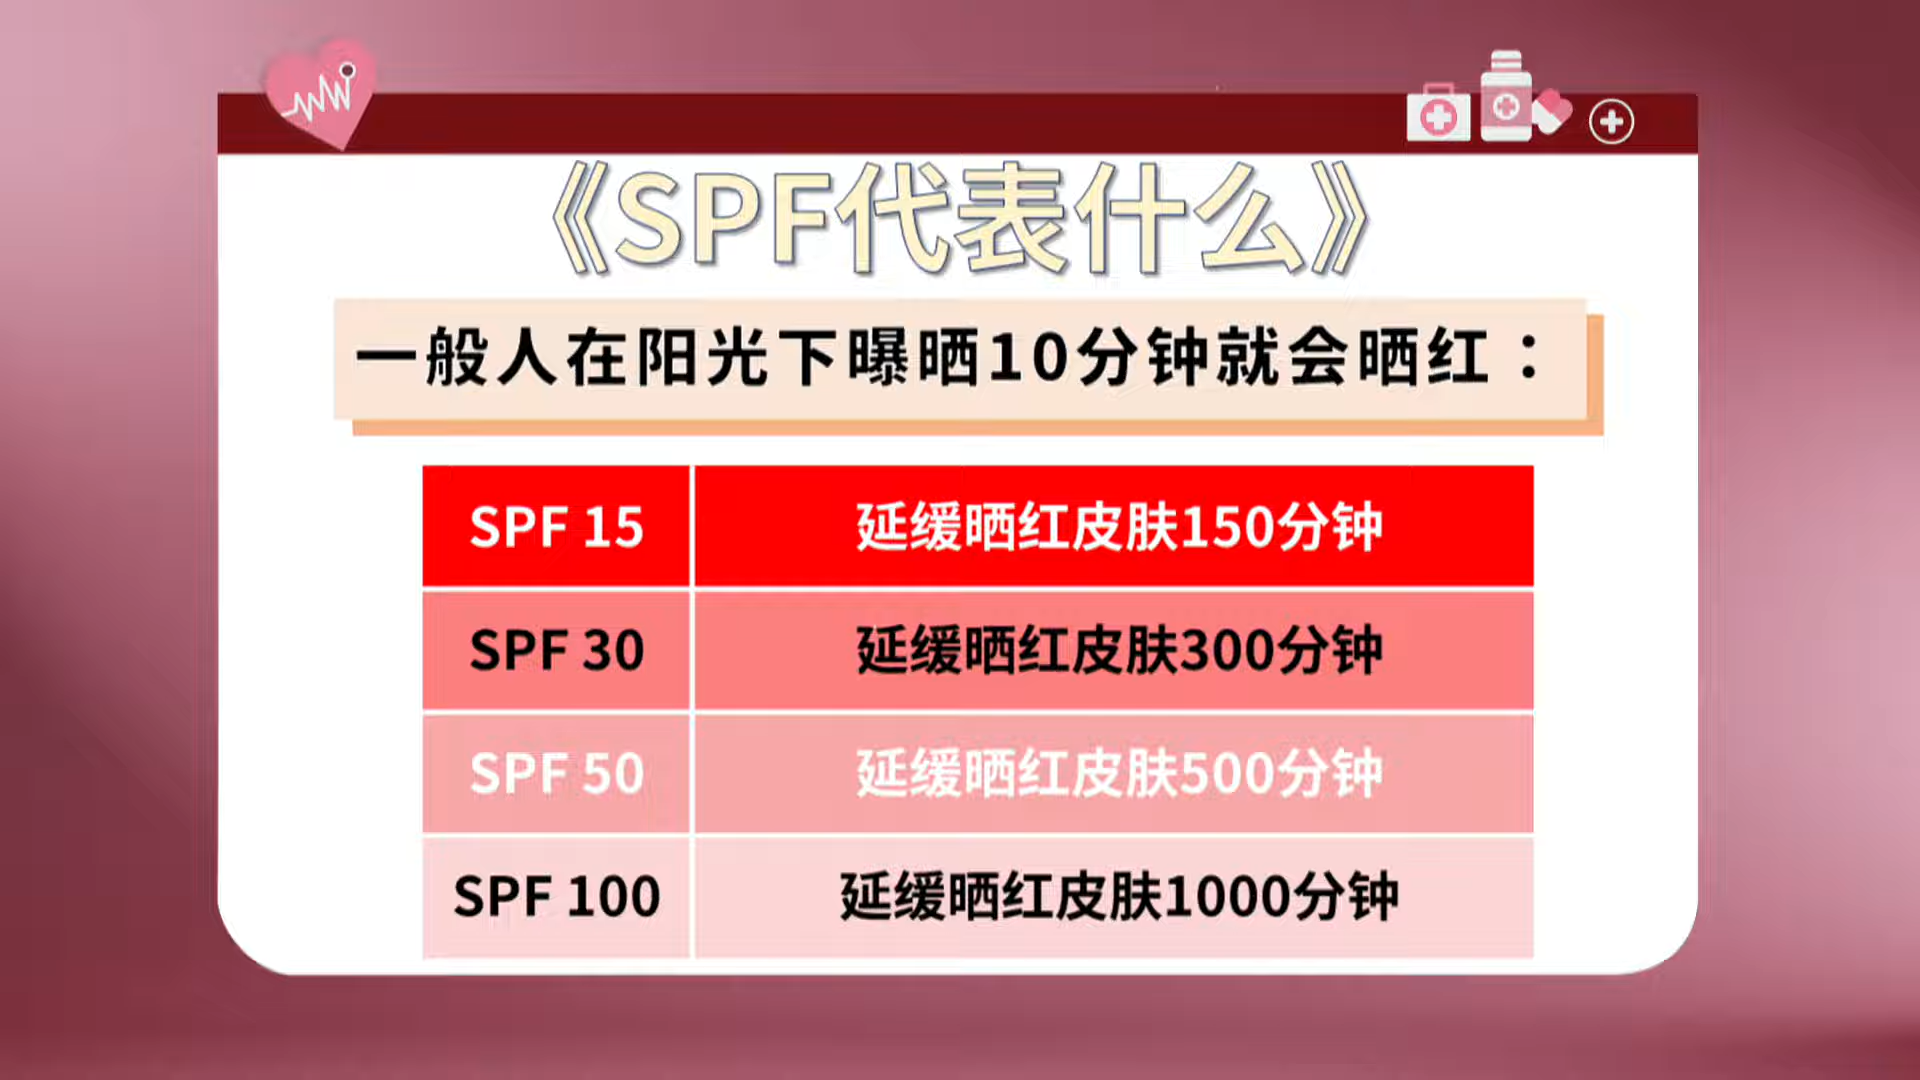 《SPF代表什么》
一般人在阳光下曝晒10分钟就会晒红：
SPF 15 延缓晒红皮肤150分钟
SPF 30 延缓晒红皮肤300分钟
SPF 50 延缓晒红皮肤500分钟
SPF 100 延缓晒红皮肤1000分钟